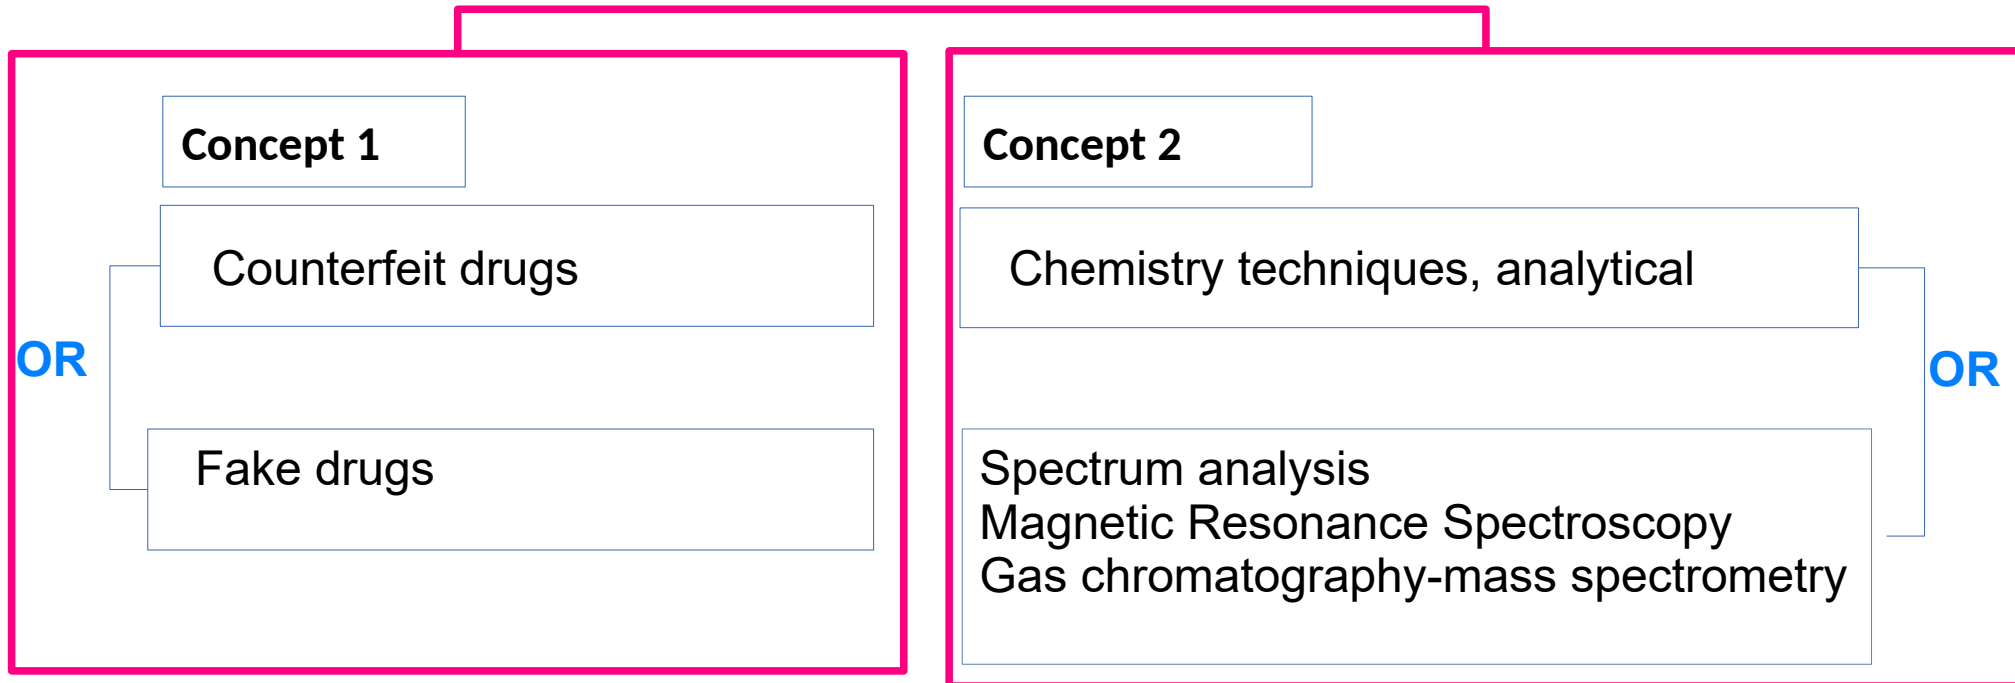 Concept 1
Counterfeit drugs
OR
Fake drugs
Concept 2
Chemistry techniques, analytical
OR
Spectrum analysis
Magnetic Resonance Spectroscopy
Gas chromatography-mass spectrometry